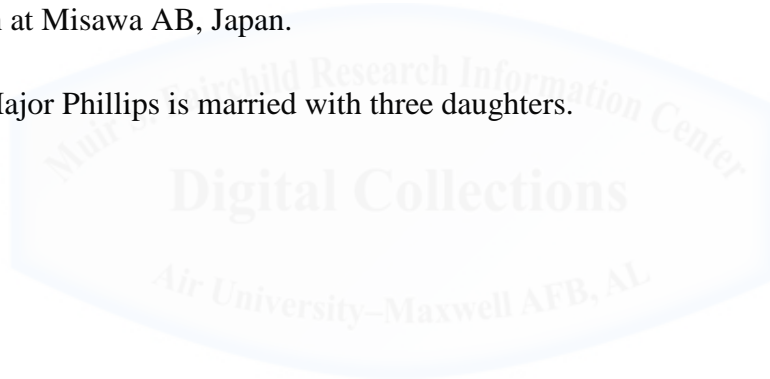 at Misawa AB, Japan.
Major Phillips is married with three daughters.
Muir S. Fairchild Research Information Center
Digital Collections
Air University–Maxwell AFB, AL